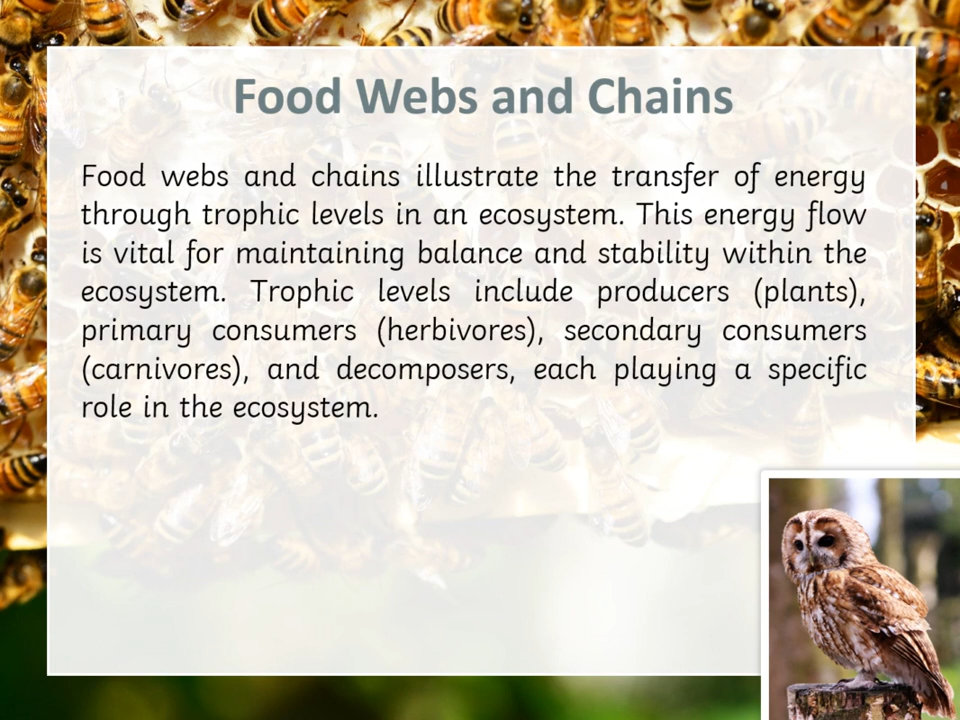 Food Webs and Chains
Food webs and chains illustrate the transfer of energy
through trophic levels in an ecosystem. This energy flow
is vital for maintaining balance and stability within the
ecosystem. Trophic levels include producers (plants),
primary consumers (herbivores), secondary consumers
(carnivores), and decomposers, each playing a specific
role in the ecosystem.